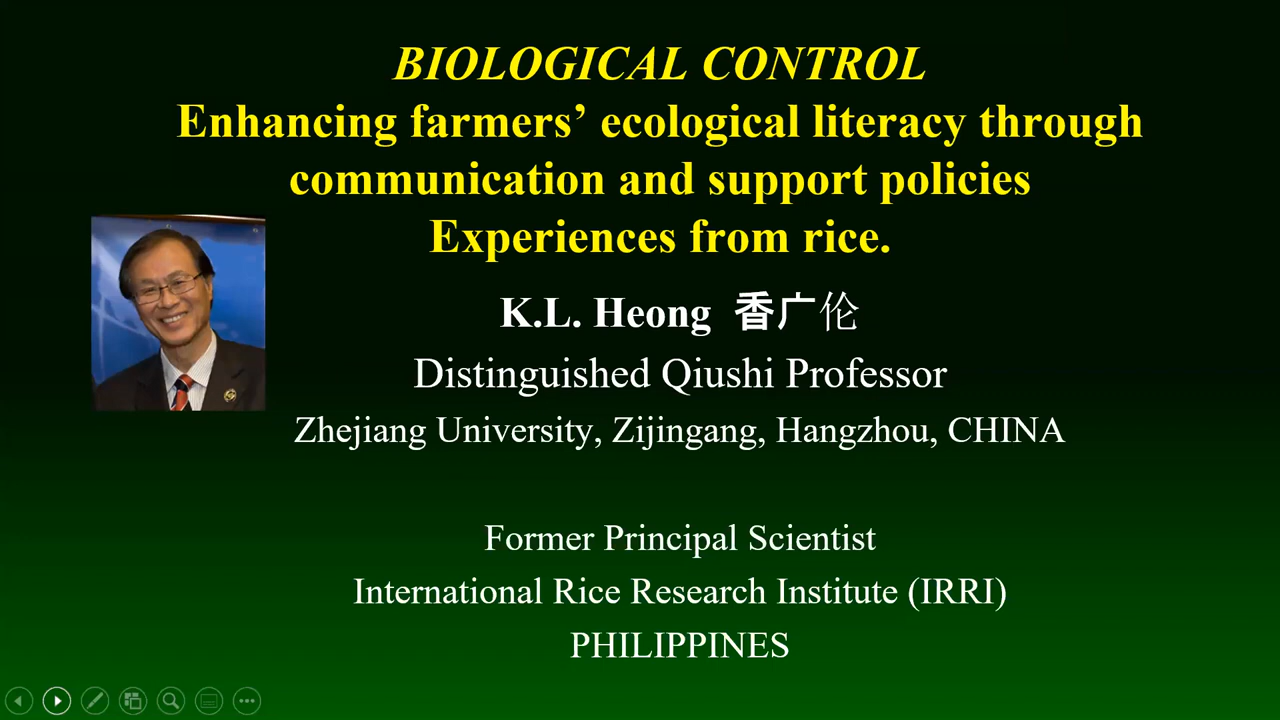 BIOLOGICAL CONTROL
Enhancing farmers’ ecological literacy through
communication and support policies
Experiences from rice.
K.L. Heong 香广伦
Distinguished Qiushi Professor
Zhejiang University, Zijingang, Hangzhou, CHINA
Former Principal Scientist
International Rice Research Institute (IRRI)
PHILIPPINES